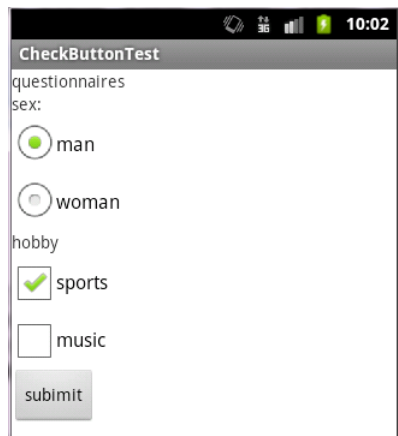 10:02
CheckButtonTest
questionnaires
sex:
man
woman
hobby
sports
music
subimit